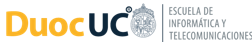 DuocUC®
ESCUELA DE
INFORMÁTICA Y
TELECOMUNICACIONES